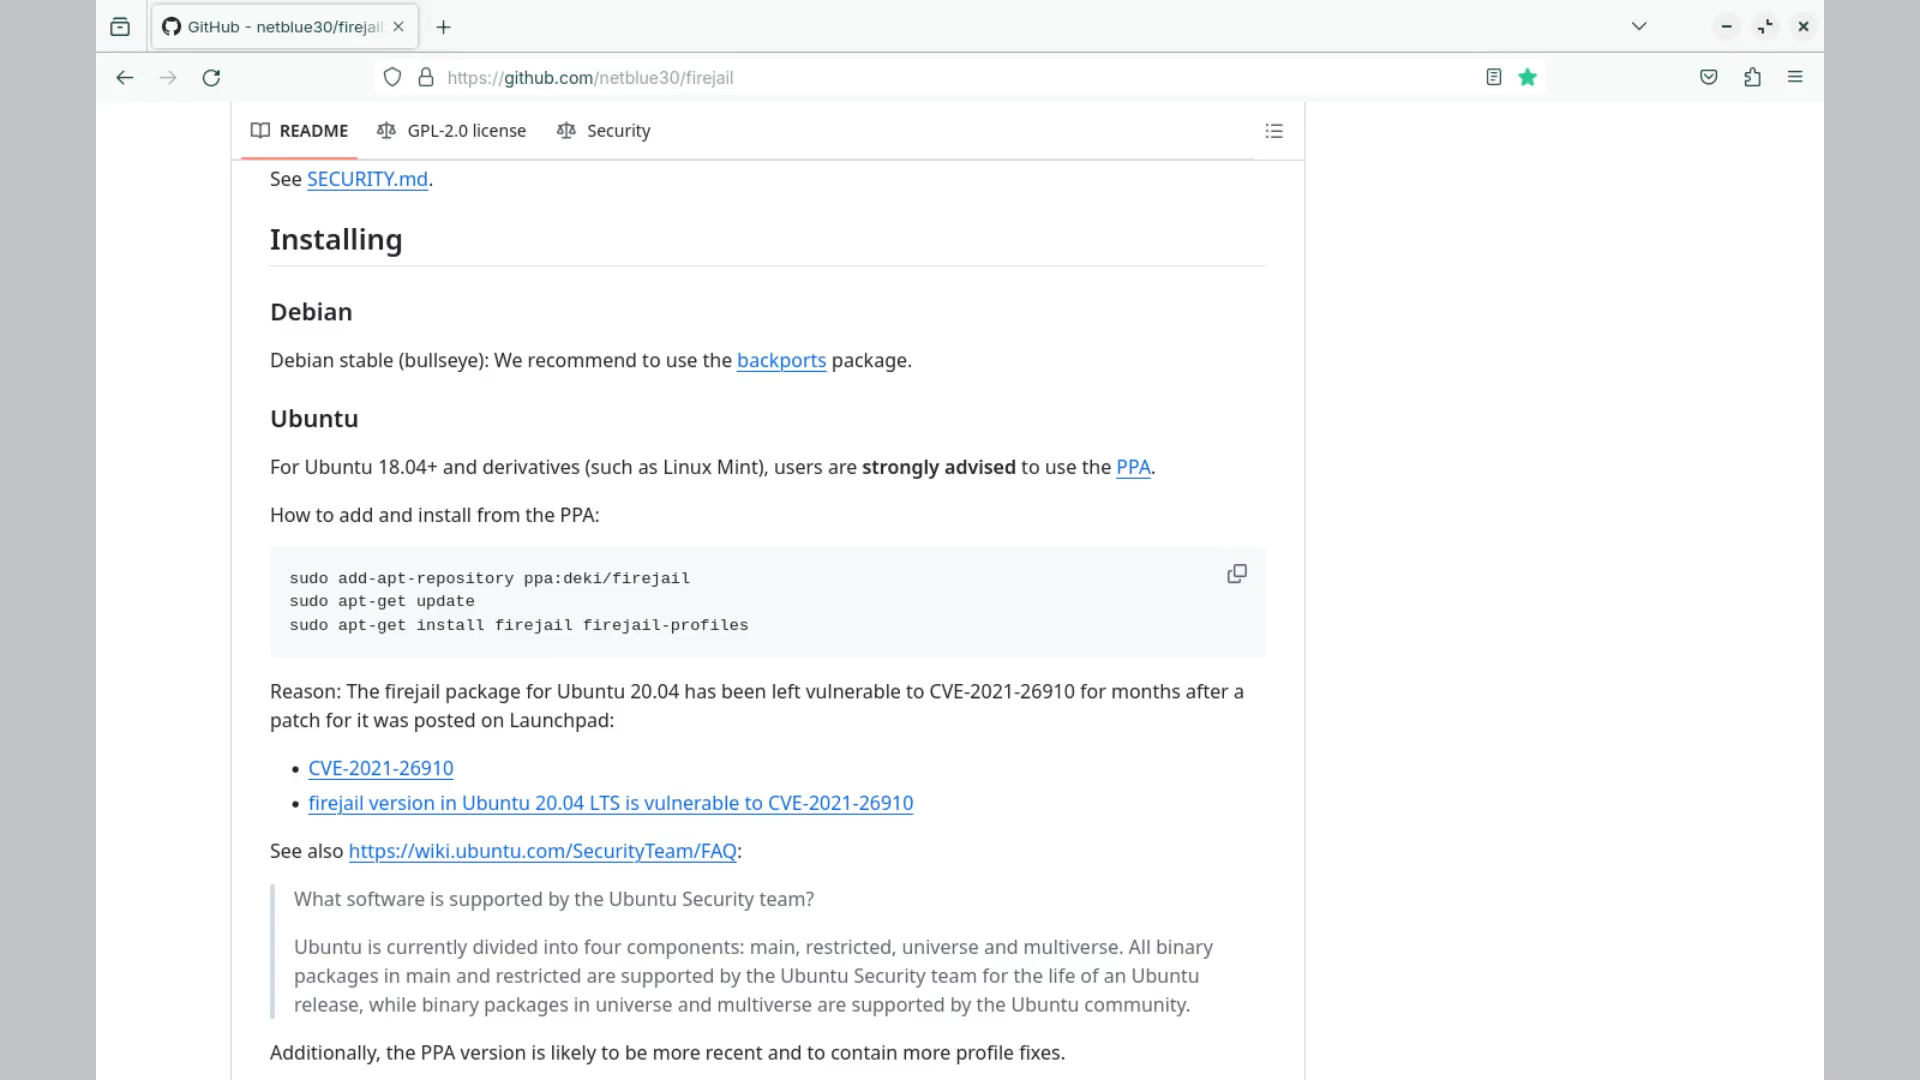 GitHub - netblue30/firejail
https://github.com/netblue30/firejail
README
GPL-2.0 license
Security
See SECURITY.md.
Installing
Debian
Debian stable (bullseye): We recommend to use the backports package.
Ubuntu
For Ubuntu 18.04+ and derivatives (such as Linux Mint), users are strongly advised to use the PPA.
How to add and install from the PPA:
sudo add-apt-repository ppa:deki/firejail
sudo apt-get update
sudo apt-get install firejail firejail-profiles
Reason: The firejail package for Ubuntu 20.04 has been left vulnerable to CVE-2021-26910 for months after a
patch for it was posted on Launchpad:
• CVE-2021-26910
• firejail version in Ubuntu 20.04 LTS is vulnerable to CVE-2021-26910
See also https://wiki.ubuntu.com/SecurityTeam/FAQ:
What software is supported by the Ubuntu Security team?
Ubuntu is currently divided into four components: main, restricted, universe and multiverse. All binary
packages in main and restricted are supported by the Ubuntu Security team for the life of an Ubuntu
release, while binary packages in universe and multiverse are supported by the Ubuntu community.
Additionally, the PPA version is likely to be more recent and to contain more profile fixes.